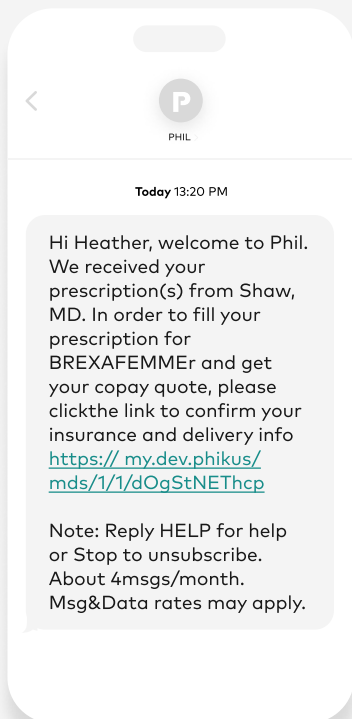 P
PHIL
Today 13:20 PM
Hi Heather, welcome to Phil.
We received your
prescription(s) from Shaw,
MD. In order to fill your
prescription for
BREXAFEMMEr and get
your copay quote, please
clickthe link to confirm your
insurance and delivery info
https:// my.dev.phikus/
mds/1/1/dOgStNEThcp
Note: Reply HELP for help
or Stop to unsubscribe.
About 4msgs/month.
Msg&Data rates may apply.